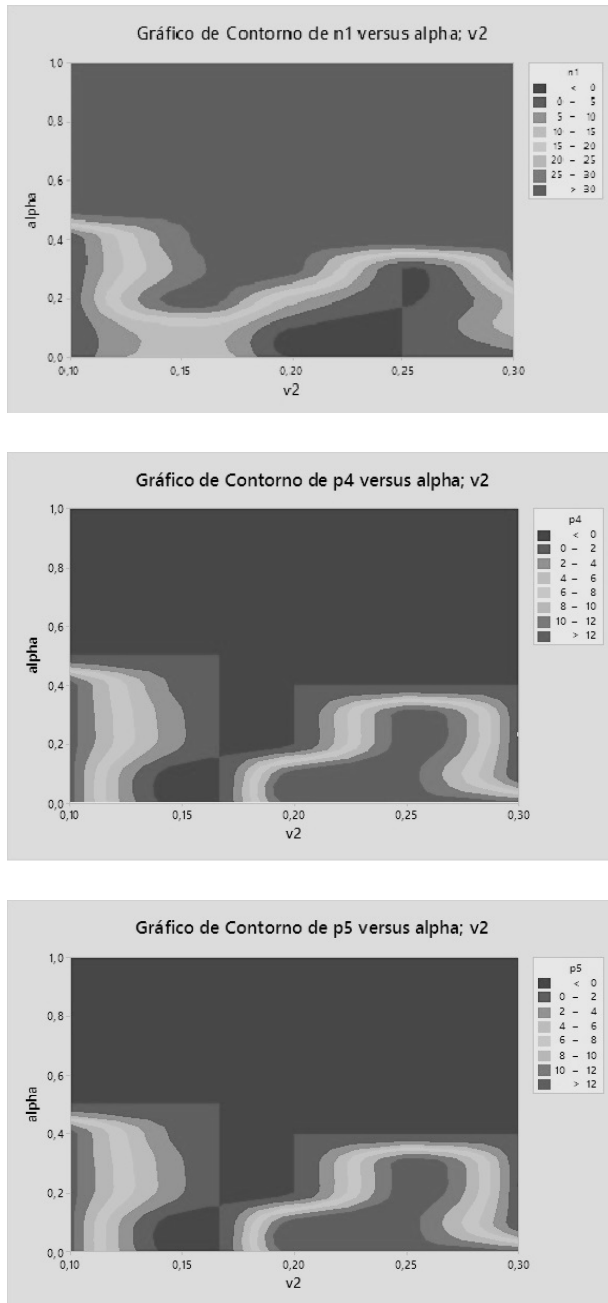 Gráfico de Contorno de n1 versus alpha; v2
n1
< 0
0 – 5
5 – 10
10 – 15
15 – 20
20 – 25
25 – 30
> 30
1,0
0,8
0,6
0,4
0,2
0,0
alpha
0,10 0,15 0,20 0,25 0,30
v2
Gráfico de Contorno de p4 versus alpha; v2
p4
< 0
0 – 2
2 – 4
4 – 6
6 – 8
8 – 10
10 – 12
> 12
1,0
0,8
0,6
0,4
0,2
0,0
alpha
0,10 0,15 0,20 0,25 0,30
v2
Gráfico de Contorno de p5 versus alpha; v2
p5
< 0
0 – 2
2 – 4
4 – 6
6 – 8
8 – 10
10 – 12
> 12
1,0
0,8
0,6
0,4
0,2
0,0
alpha
0,10 0,15 0,20 0,25 0,30
v2